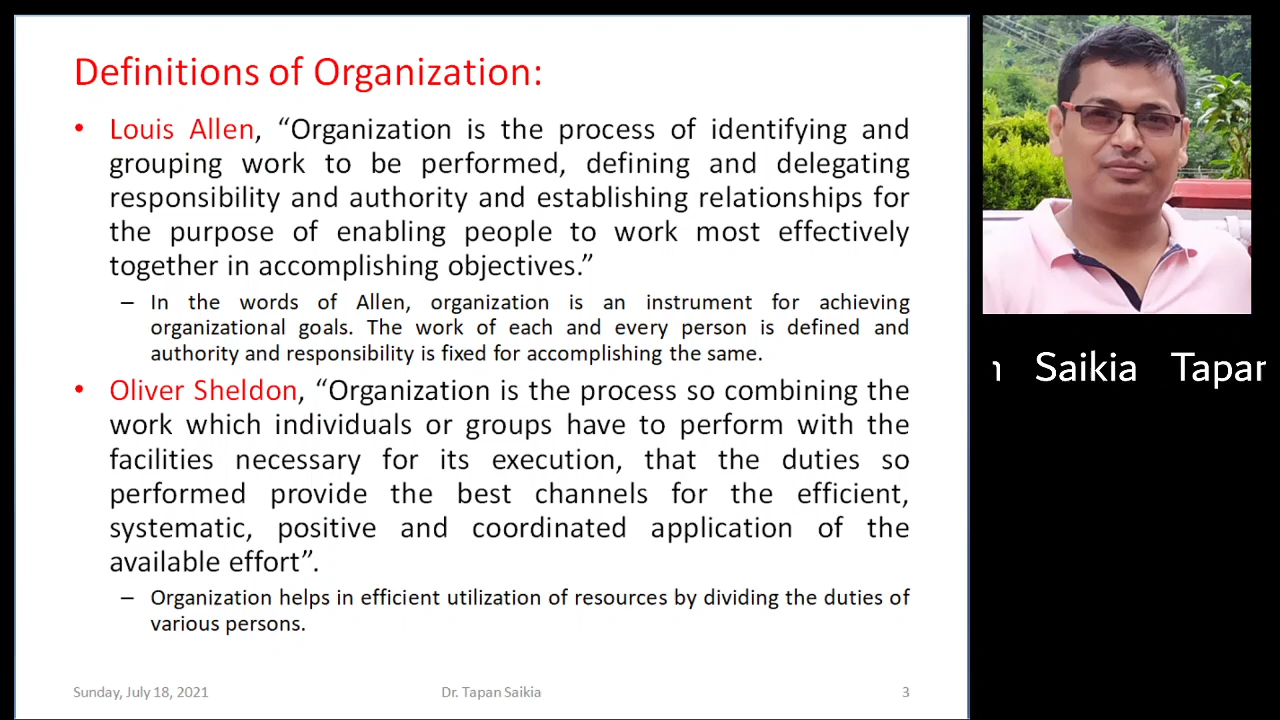 Definitions of Organization:
• Louis Allen, “Organization is the process of identifying and
grouping work to be performed, defining and delegating
responsibility and authority and establishing relationships for
the purpose of enabling people to work most effectively
together in accomplishing objectives.”
– In the words of Allen, organization is an instrument for achieving
organizational goals. The work of each and every person is defined and
authority and responsibility is fixed for accomplishing the same.
• Oliver Sheldon, “Organization is the process so combining the
work which individuals or groups have to perform with the
facilities necessary for its execution, that the duties so
performed provide the best channels for the efficient,
systematic, positive and coordinated application of the
available effort”.
– Organization helps in efficient utilization of resources by dividing the duties of
various persons.
Sunday, July 18, 2021 Dr. Tapan Saikia 3
Saikia Tapan